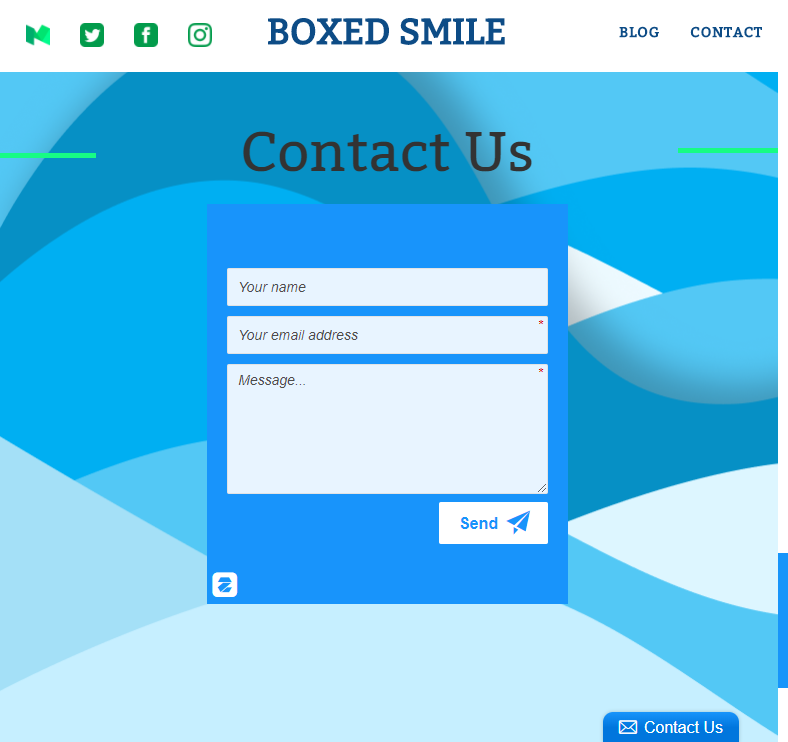 BOXED SMILE
BLOG
CONTACT
Contact Us
Your name
Your email address
*
Message...
*
Send
Contact Us